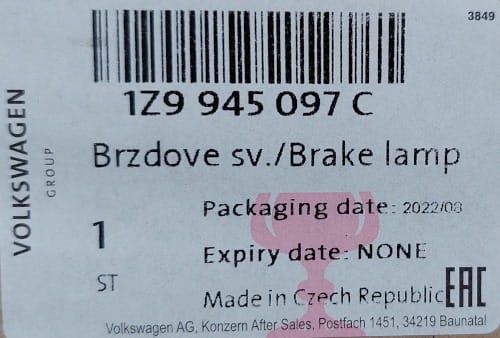 3849
1Z9 945 097 C
Brzdove sv./Brake lamp
VOLKSWAGEN
GROUP
Packaging date: 2022/08
1
Expiry date: NONE
ST
Made in Czech Republic EAC
Volkswagen AG, Konzern After Sales, Postfach 1451, 34219 Baunatal